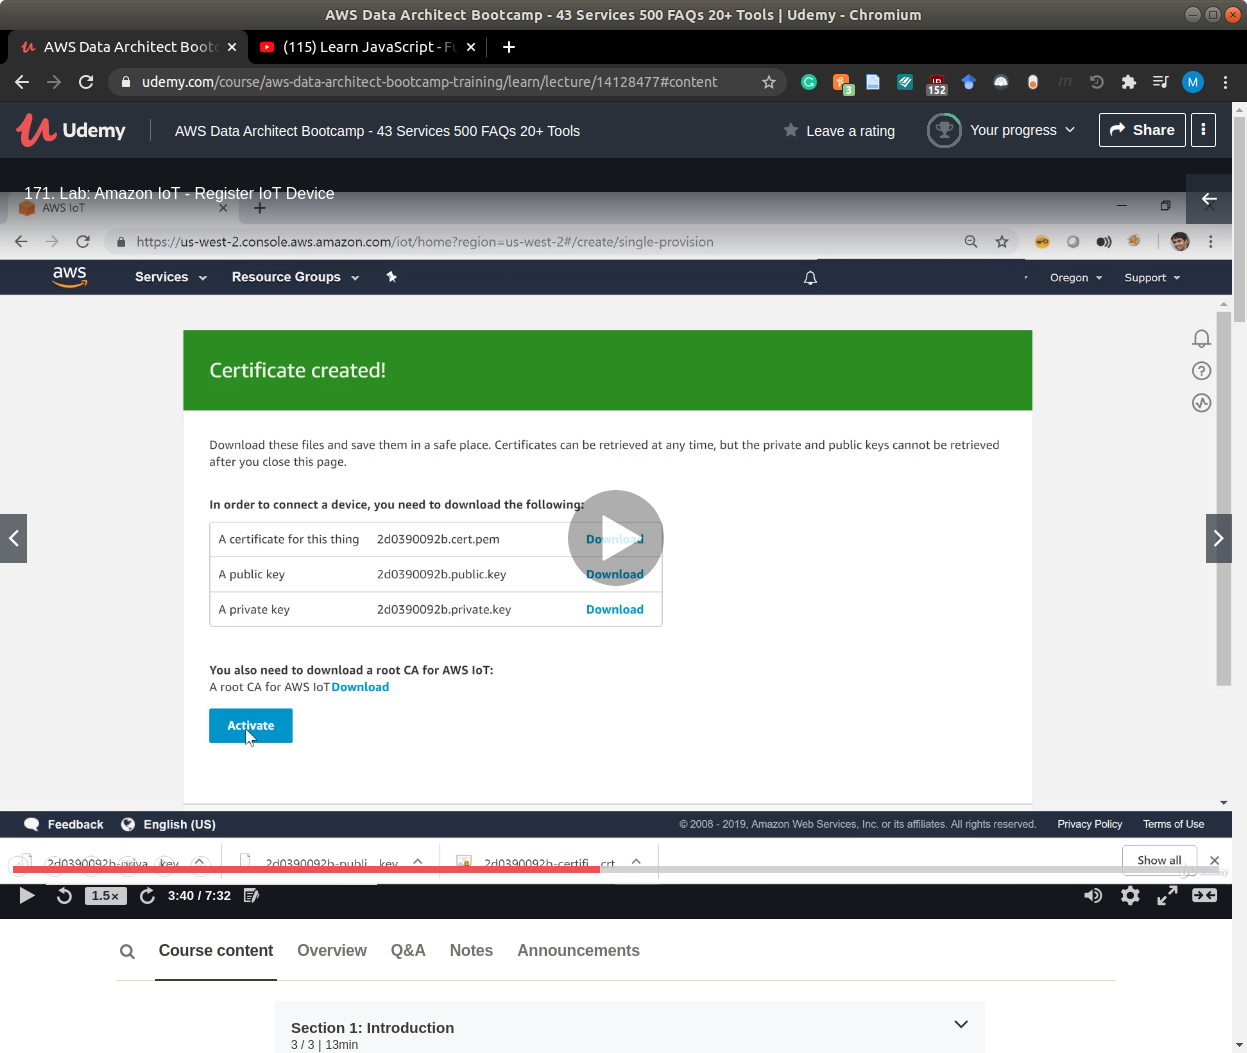 AWS Data Architect Bootcamp - 43 Services 500 FAQs 20+ Tools | Udemy - Chromium
AWS Data Architect Bootc
(115) Learn JavaScript - Fu
udemy.com/course/aws-data-architect-bootcamp-training/learn/lecture/14128477#content
3
152
M
Udemy
AWS Data Architect Bootcamp - 43 Services 500 FAQs 20+ Tools
Leave a rating
Your progress
Share
171. Lab: Amazon IoT - Register IoT Device
AWS IoT
https://us-west-2.console.aws.amazon.com/iot/home?region=us-west-2#/create/single-provision
aws
Services
Resource Groups
Oregon
Support
Certificate created!
Download these files and save them in a safe place. Certificates can be retrieved at any time, but the private and public keys cannot be retrieved
after you close this page.
In order to connect a device, you need to download the following:
A certificate for this thing 2d0390092b.cert.pem Download
A public key 2d0390092b.public.key Download
A private key 2d0390092b.private.key Download
You also need to download a root CA for AWS IoT:
A root CA for AWS IoT Download
Activate
Feedback
English (US)
© 2008 - 2019, Amazon Web Services, Inc. or its affiliates. All rights reserved.
Privacy Policy
Terms of Use
2d0390092b-priva....key
2d0390092b-publi....key
2d0390092b-certifi....crt
Show all
1.5×
3:40 / 7:32
Course content
Overview
Q&A
Notes
Announcements
Section 1: Introduction
3 / 3 | 13min